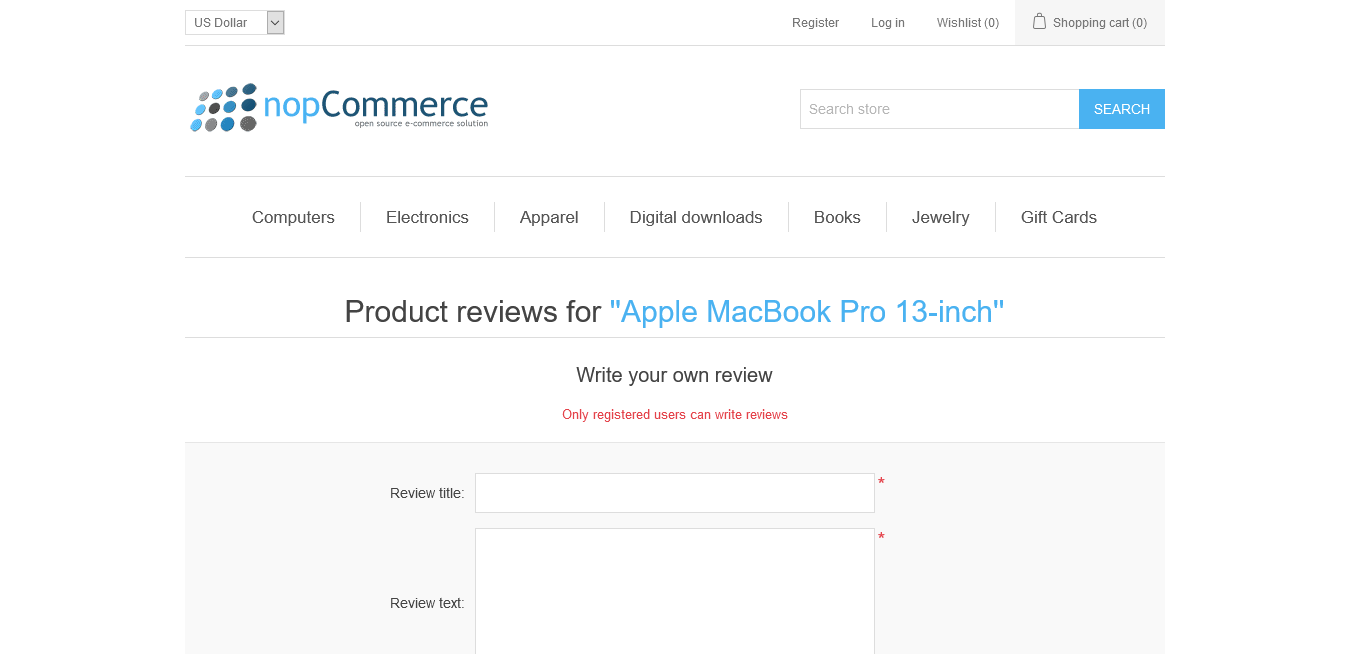 US Dollar
Register
Log in
Wishlist (0)
Shopping cart (0)
nopCommerce
open source e-commerce solution
Search store
SEARCH
Computers
Electronics
Apparel
Digital downloads
Books
Jewelry
Gift Cards
Product reviews for "Apple MacBook Pro 13-inch"
Write your own review
Only registered users can write reviews
Review title:
*
Review text:
*